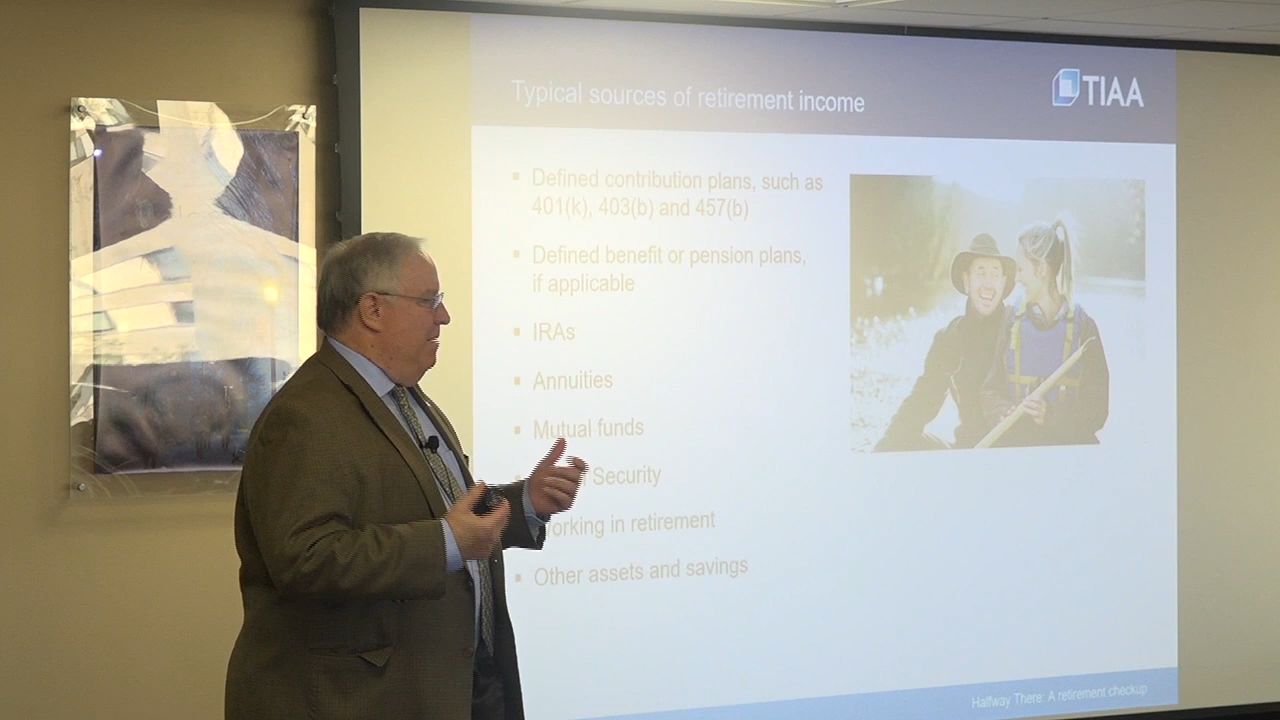 Typical sources of retirement income
TIAA
▪ Defined contribution plans, such as
401(k), 403(b) and 457(b)
▪ Defined benefit or pension plans,
if applicable
▪ IRAs
▪ Annuities
▪ Mutual funds
Security
orking in retirement
▪ Other assets and savings
Halfway There: A retirement checkup